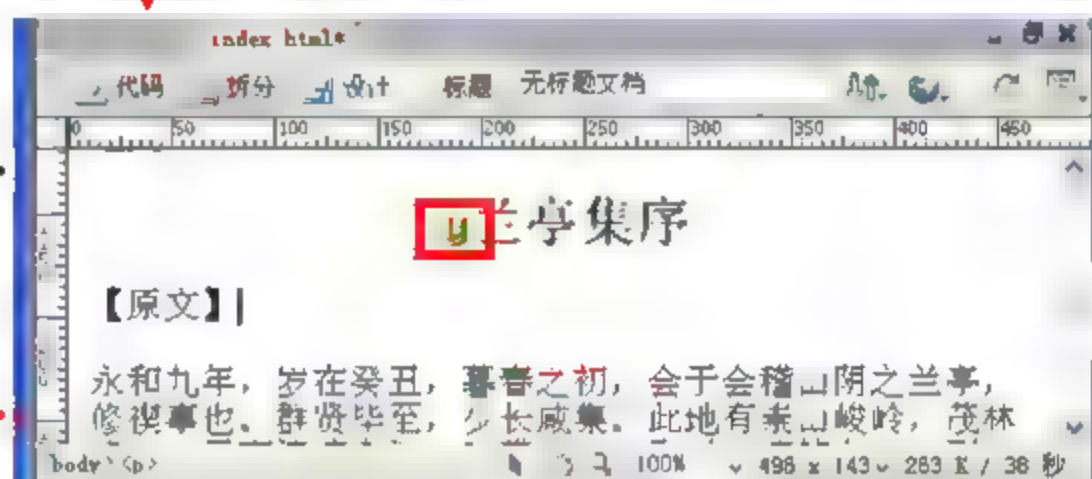 index html*
代码 拆分 设计 标题 无标题文档
0 50 100 150 200 250 300 350 400 450
y兰亭集序
【原文】
永和九年，岁在癸丑，暮春之初，会于会稽山阴之兰亭，
修禊事也。群贤毕至，少长咸集。此地有崇山峻岭，茂林
body <p> 100% 498 x 143 263 K / 38 秒